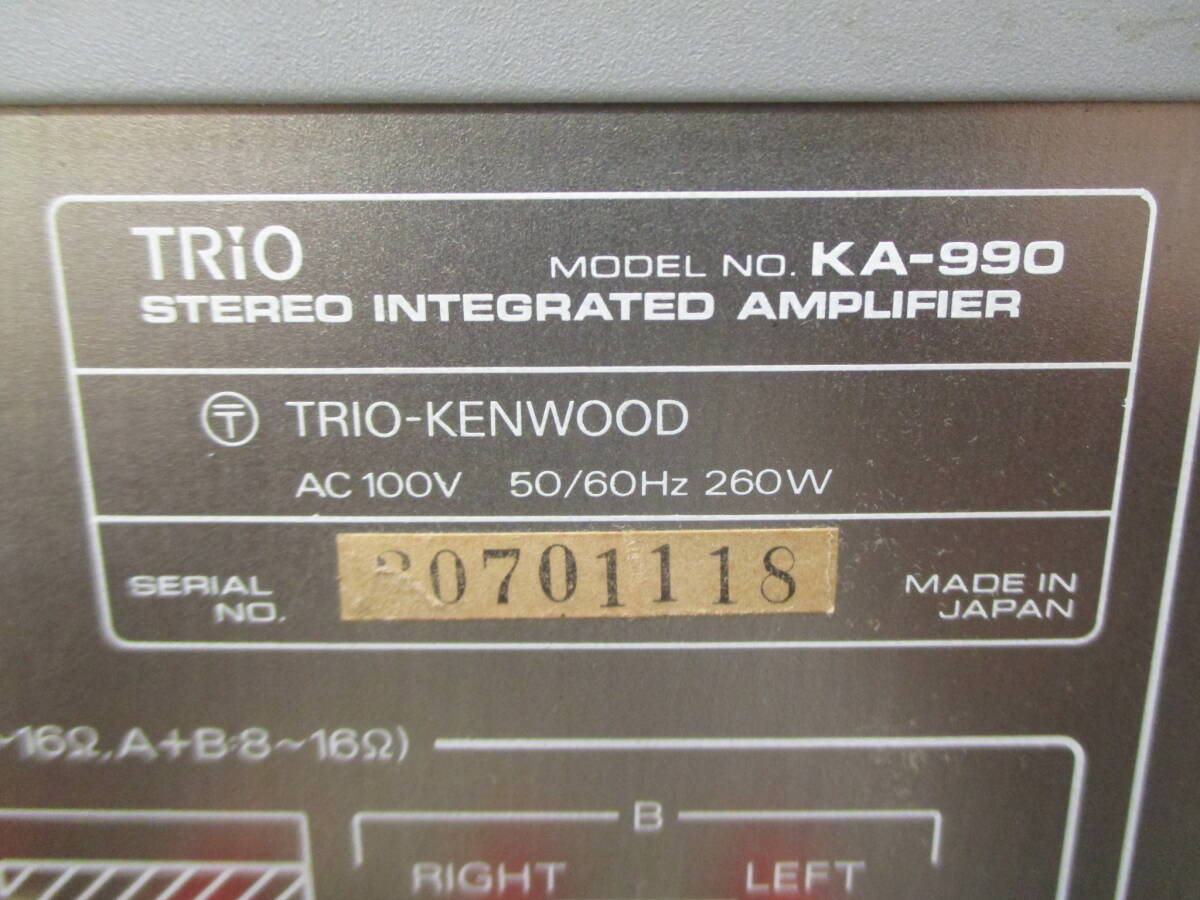 TRiO
MODEL NO. KA-990
STEREO INTEGRATED AMPLIFIER
TRIO-KENWOOD
AC 100V 50/60Hz 260W
SERIAL NO.
0701118
MADE IN JAPAN
~16Ω, A+B:8~16Ω)
B
RIGHT
LEFT